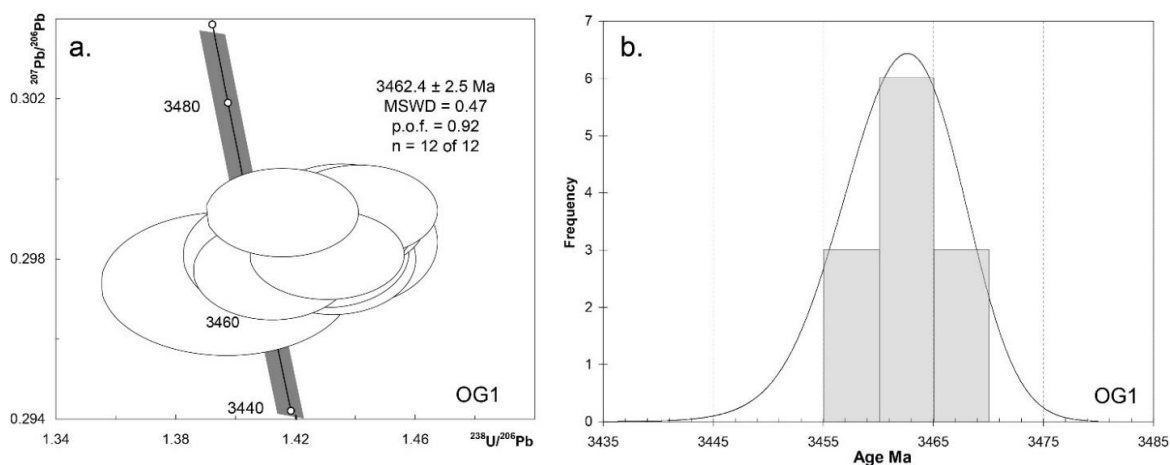 a.
²⁰⁷Pb/²⁰⁶Pb
3462.4 ± 2.5 Ma
MSWD = 0.47
p.o.f. = 0.92
n = 12 of 12
3480
3460
3440
OG1
0.302
0.298
0.294
1.34 1.38 1.42 1.46 ²³⁸U/²⁰⁶Pb
b.
Frequency
7
6
5
4
3
2
1
0
OG1
3435 3445 3455 3465 3475 3485
Age Ma